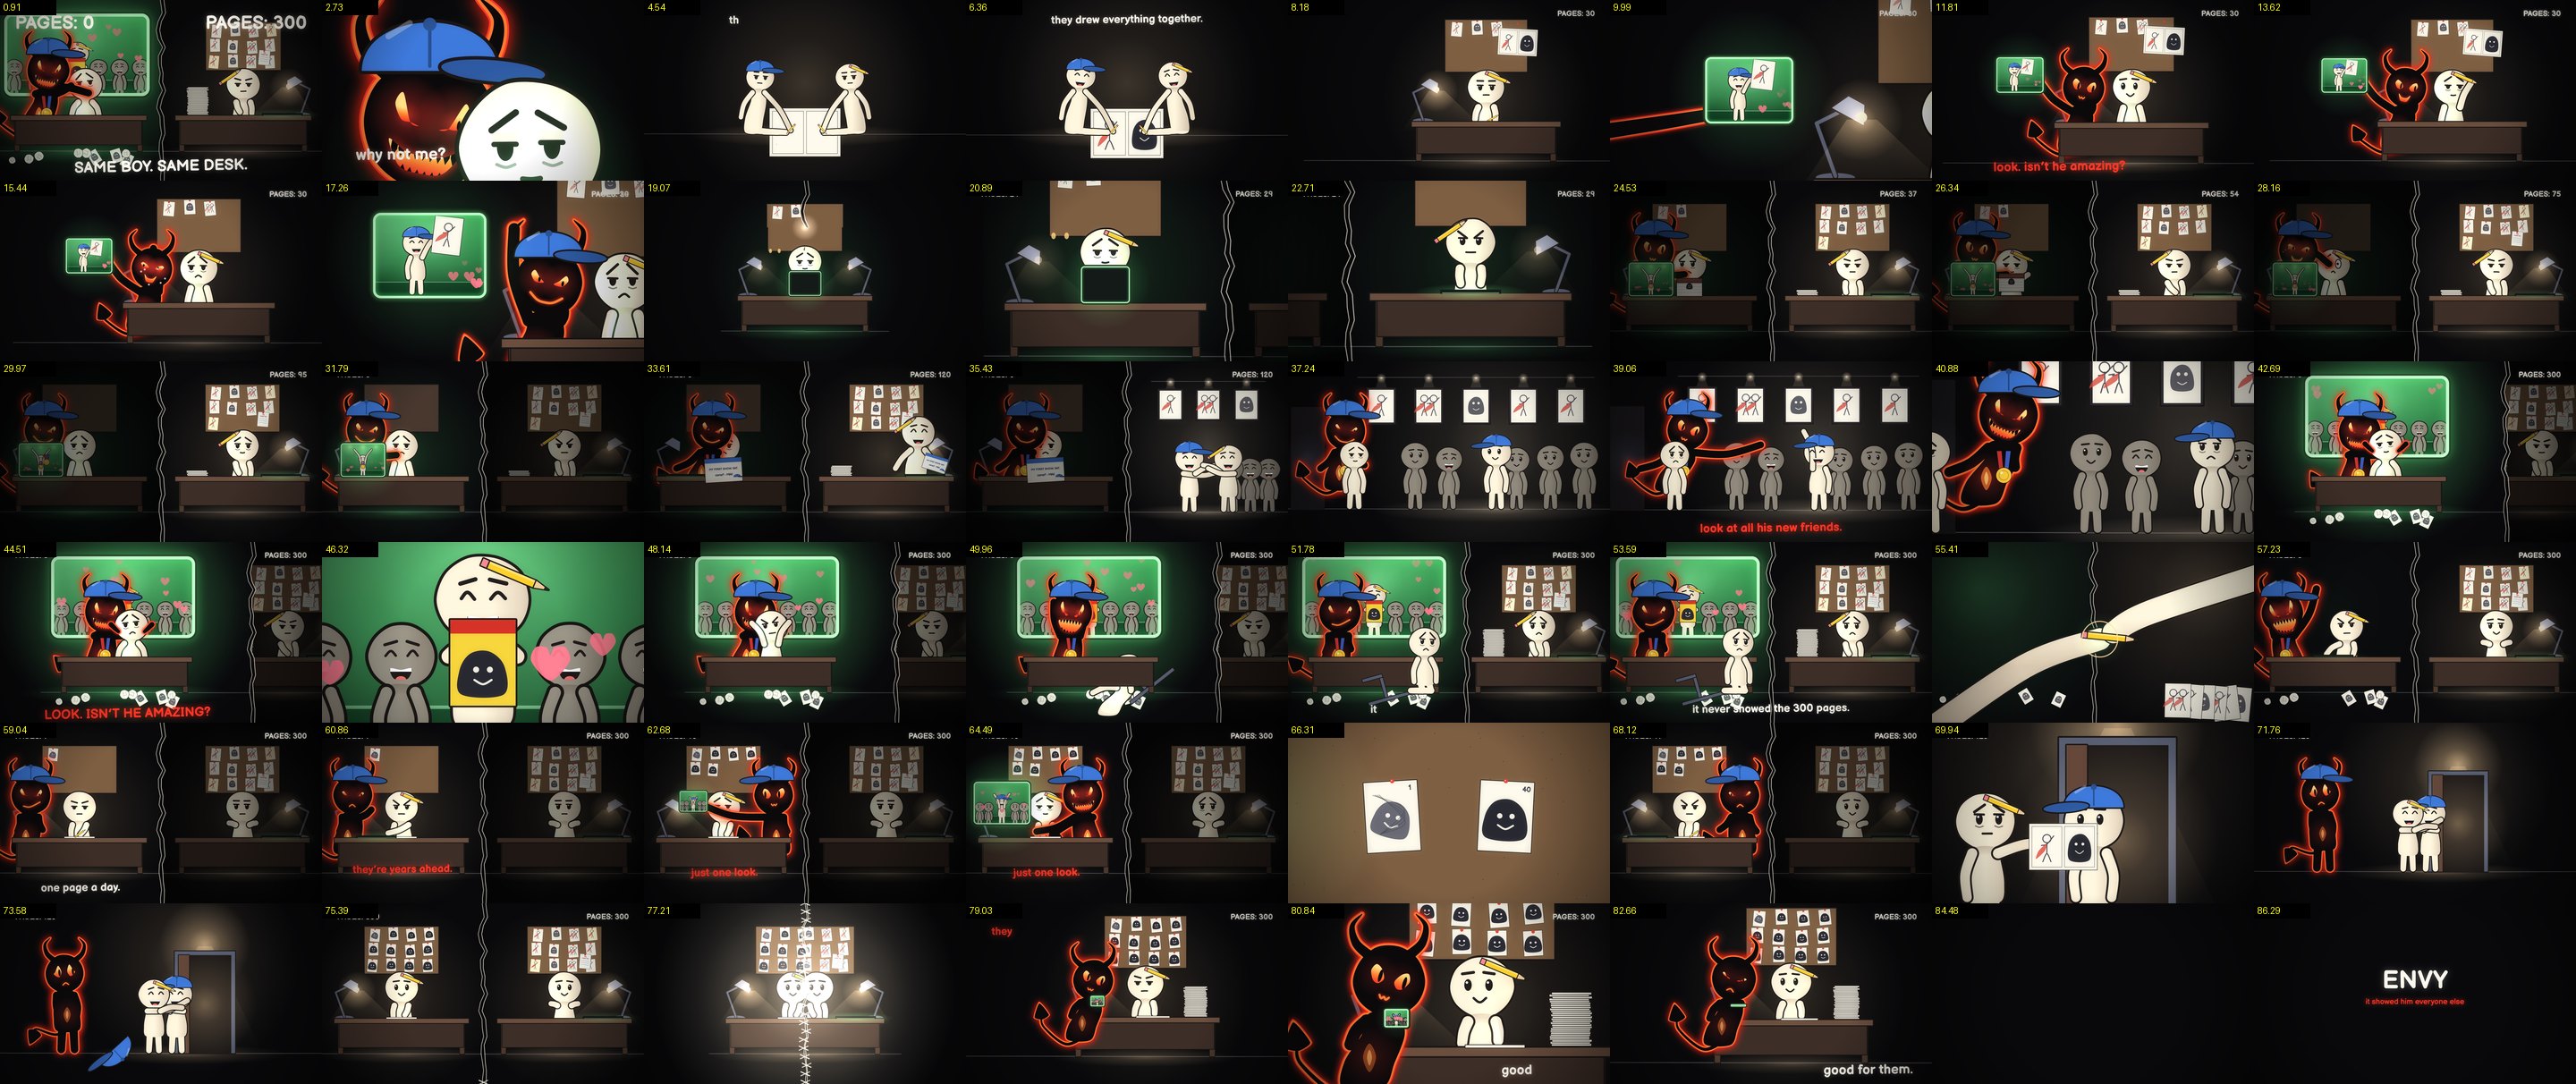 0.91
PAGES: 0
PAGES: 300
SAME BOY. SAME DESK.
2.73
why not me?
4.54
th
6.36
they drew everything together.
8.18
PAGES: 30
9.99
11.81
PAGES: 30
look. isn't he amazing?
13.62
PAGES: 30
15.44
PAGES: 30
17.26
19.07
20.89
PAGES: 29
22.71
PAGES: 29
24.53
PAGES: 37
26.34
PAGES: 54
28.16
PAGES: 75
29.97
PAGES: 95
31.79
33.61
PAGES: 120
35.43
PAGES: 120
37.24
39.06
look at all his new friends.
40.88
42.69
PAGES: 300
44.51
PAGES: 300
LOOK. ISN'T HE AMAZING?
46.32
48.14
PAGES: 300
49.96
PAGES: 300
51.78
PAGES: 300
it
53.59
PAGES: 300
it never showed the 300 pages.
55.41
57.23
PAGES: 300
59.04
PAGES: 300
one page a day.
60.86
PAGES: 300
they're years ahead.
62.68
PAGES: 300
just one look.
64.49
PAGES: 300
just one look.
66.31
1
40
68.12
PAGES: 300
69.94
71.76
73.58
75.39
PAGES: 300
77.21
79.03
PAGES: 300
they
80.84
PAGES: 300
good
82.66
PAGES: 300
good for them.
84.48
86.29
ENVY
it showed him everyone else